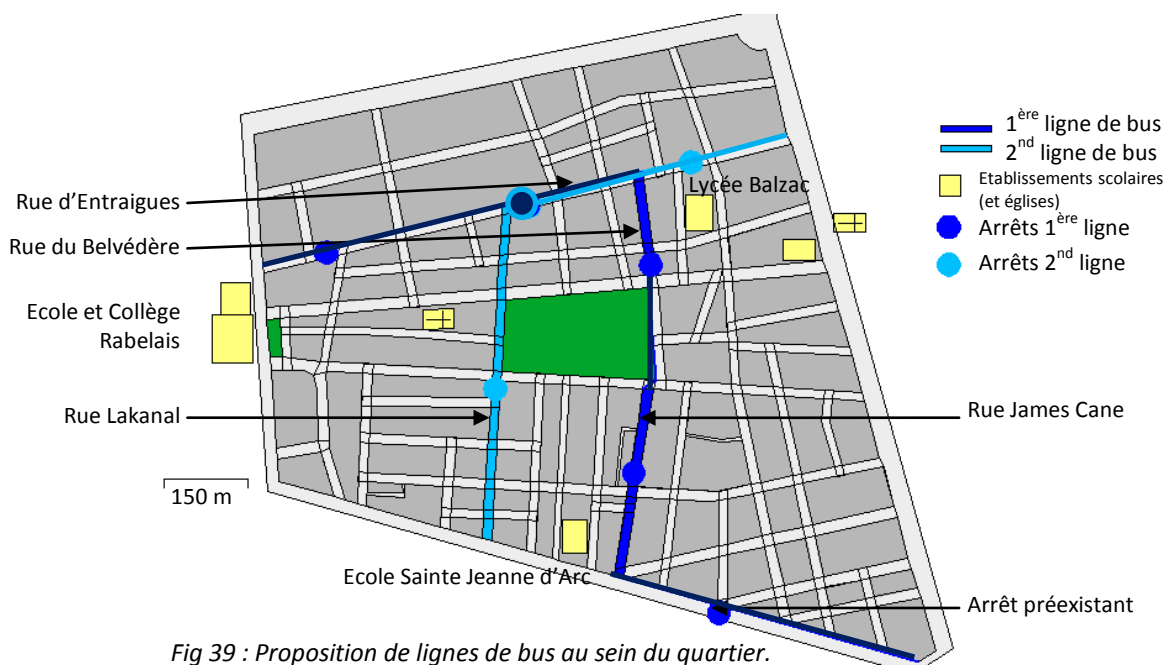 1ère ligne de bus
2nd ligne de bus
Etablissements scolaires
(et églises)
Arrêts 1ère ligne
Arrêts 2nd ligne
Lycée Balzac
Rue d’Entraigues
Rue du Belvédère
Ecole et Collège
Rabelais
Rue Lakanal
Rue James Cane
150 m
Ecole Sainte Jeanne d’Arc
Arrêt préexistant
Fig 39 : Proposition de lignes de bus au sein du quartier.